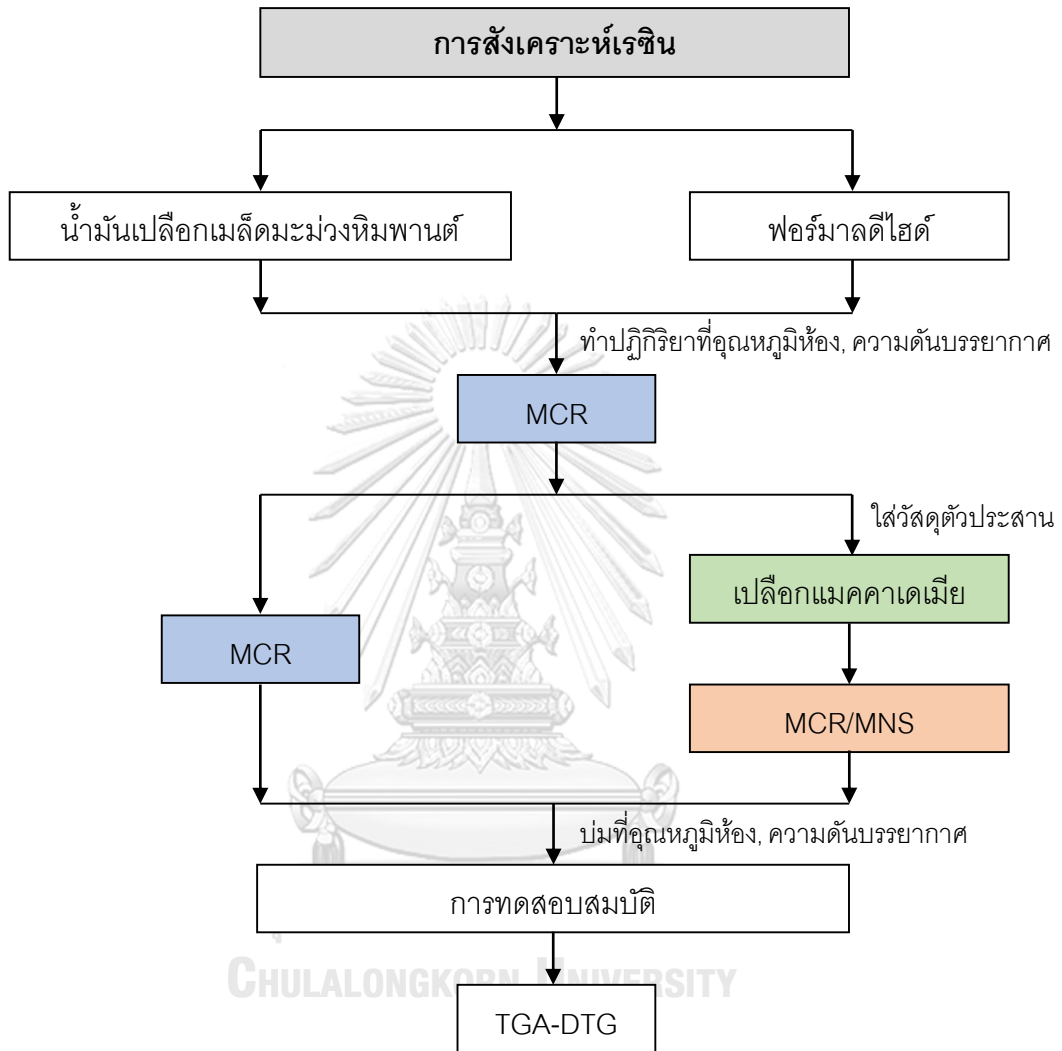 การสังเคราะห์เรซิน
น้ำมันเปลือกเมล็ดมะม่วงหิมพานต์
ฟอร์มาลดีไฮด์
ทำปฏิกิริยาที่อุณหภูมิห้อง, ความดันบรรยากาศ
MCR
ใส่วัสดุตัวประสาน
เปลือกแมคคาเดเมีย
MCR
MCR/MNS
บ่มที่อุณหภูมิห้อง, ความดันบรรยากาศ
การทดสอบสมบัติ
CHULALONGKORN UNIVERSITY
TGA-DTG